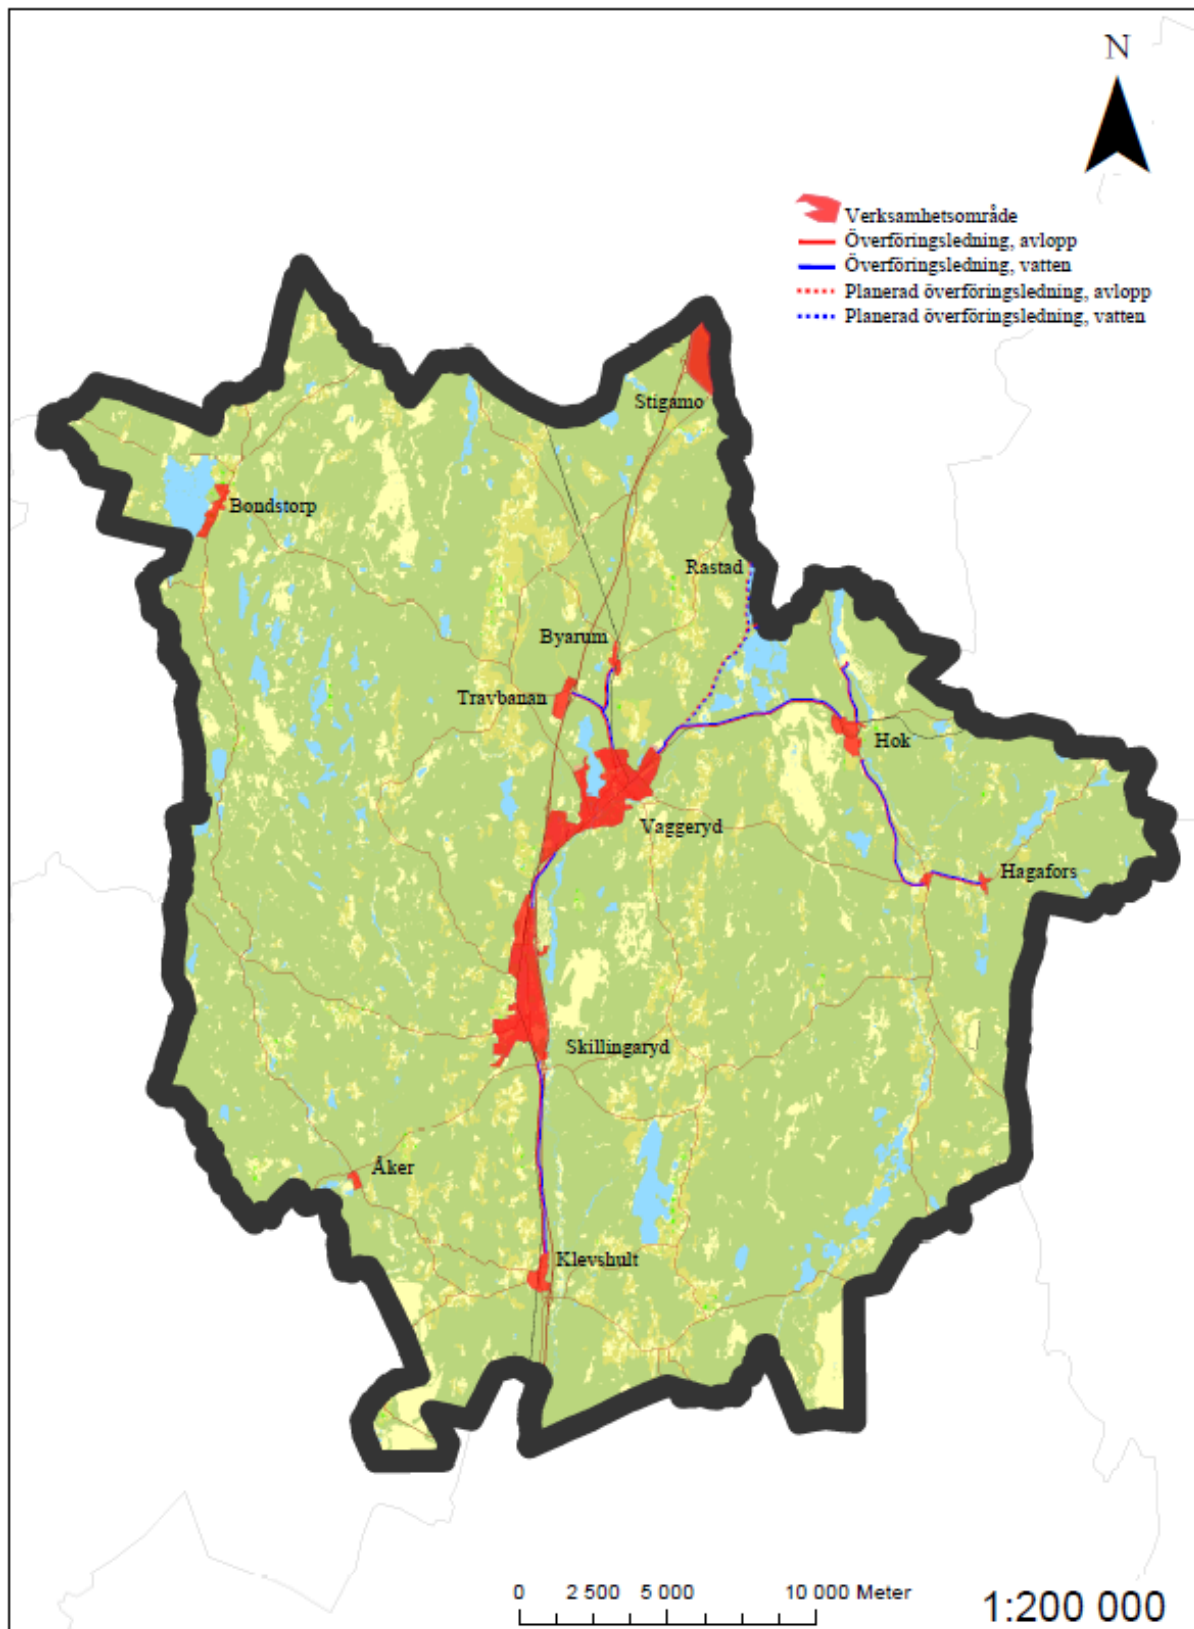 N
Verksamhetsområde
Överföringsledning, avlopp
Överföringsledning, vatten
Planerad överföringsledning, avlopp
Planerad överföringsledning, vatten
Stigamo
Bondstorp
Rastad
Byarum
Travbanan
Hok
Vaggeryd
Hagafors
Skillingaryd
Åker
Klevshult
0 2 500 5 000 10 000 Meter
1:200 000